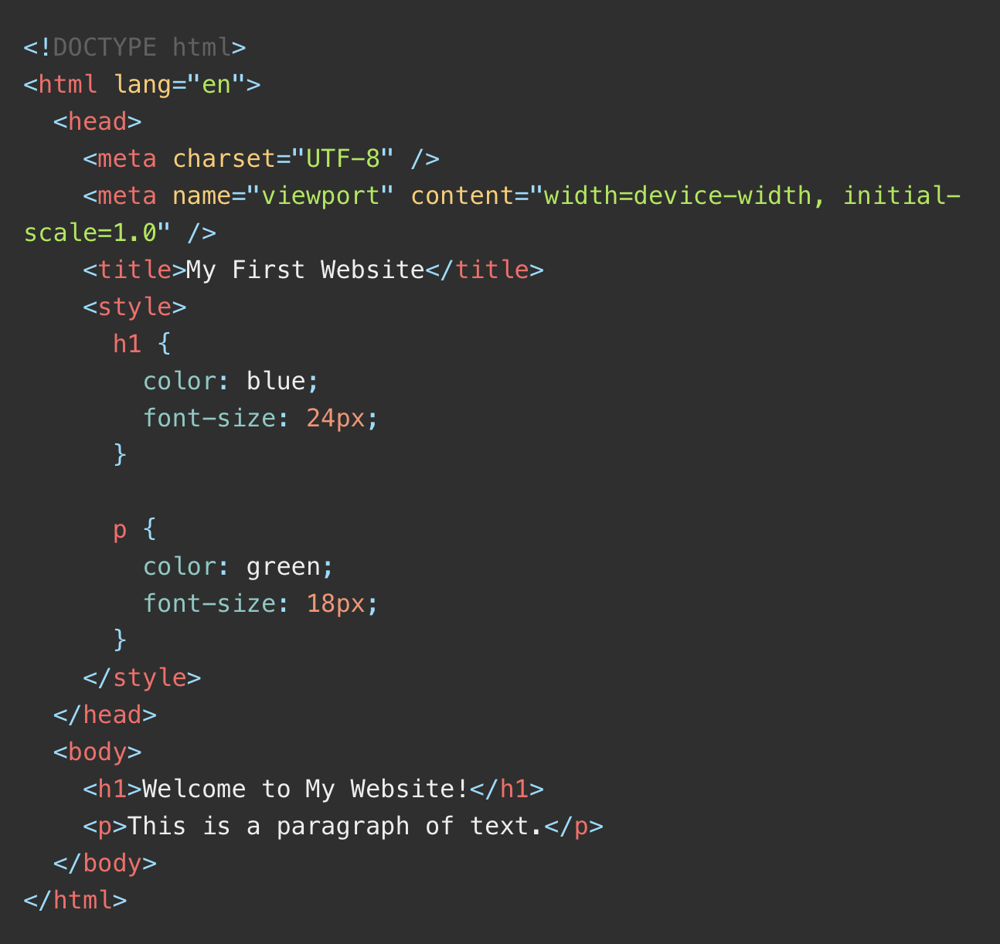 <!DOCTYPE html>
<html lang="en">
  <head>
    <meta charset="UTF-8" />
    <meta name="viewport" content="width=device-width, initial-
scale=1.0" />
    <title>My First Website</title>
    <style>
      h1 {
        color: blue;
        font-size: 24px;
      }

      p {
        color: green;
        font-size: 18px;
      }
    </style>
  </head>
  <body>
    <h1>Welcome to My Website!</h1>
    <p>This is a paragraph of text.</p>
  </body>
</html>